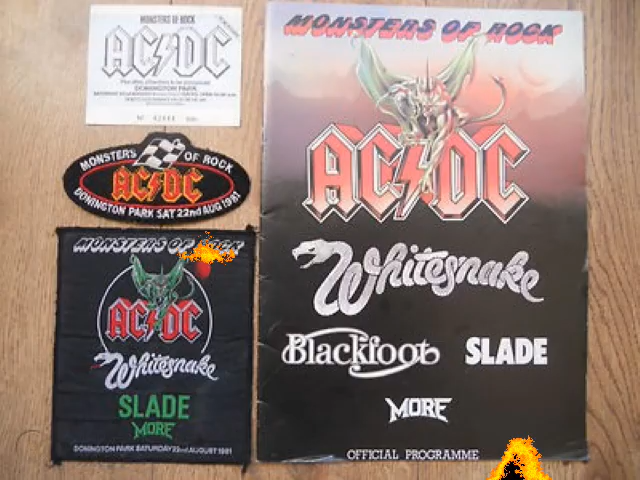 MONSTERS OF ROCK
AC/DC
DONINGTON PARK
Nº
MONSTERS OF ROCK
AC/DC
DONINGTON PARK SAT 22nd AUG 1981
MONSTERS OF ROCK
AC/DC
Whitesnake
SLADE
MORE
DONINGTON PARK SATURDAY 22nd AUGUST 1981
MONSTERS OF ROCK
AC/DC
Whitesnake
Blackfoot SLADE
MORE
OFFICIAL PROGRAMME